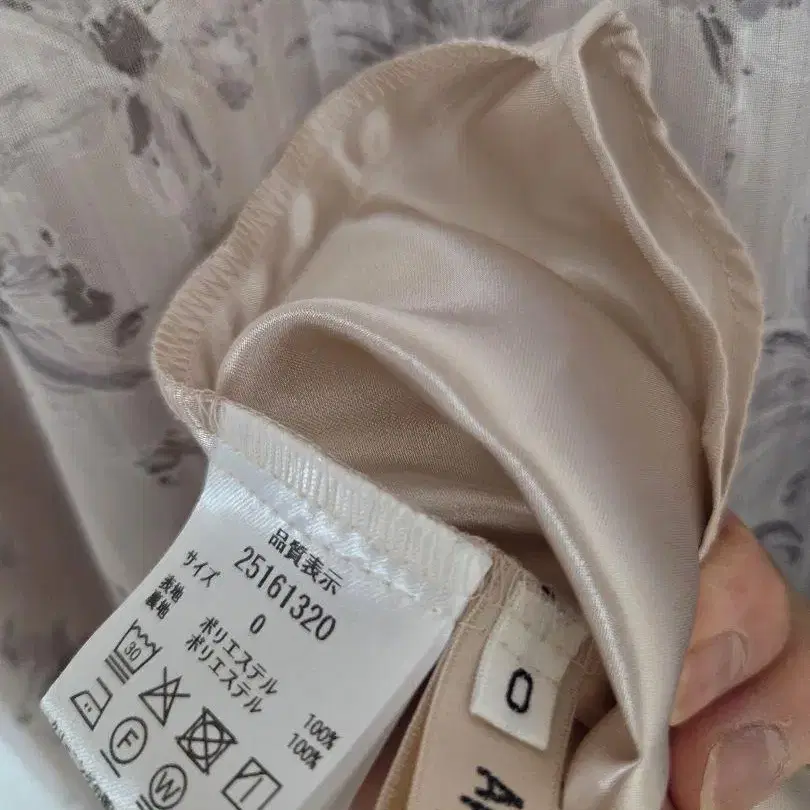 品質表示
25161320
サイズ 0
表地 ポリエステル 100%
裏地 ポリエステル 100%
30
F
W
0